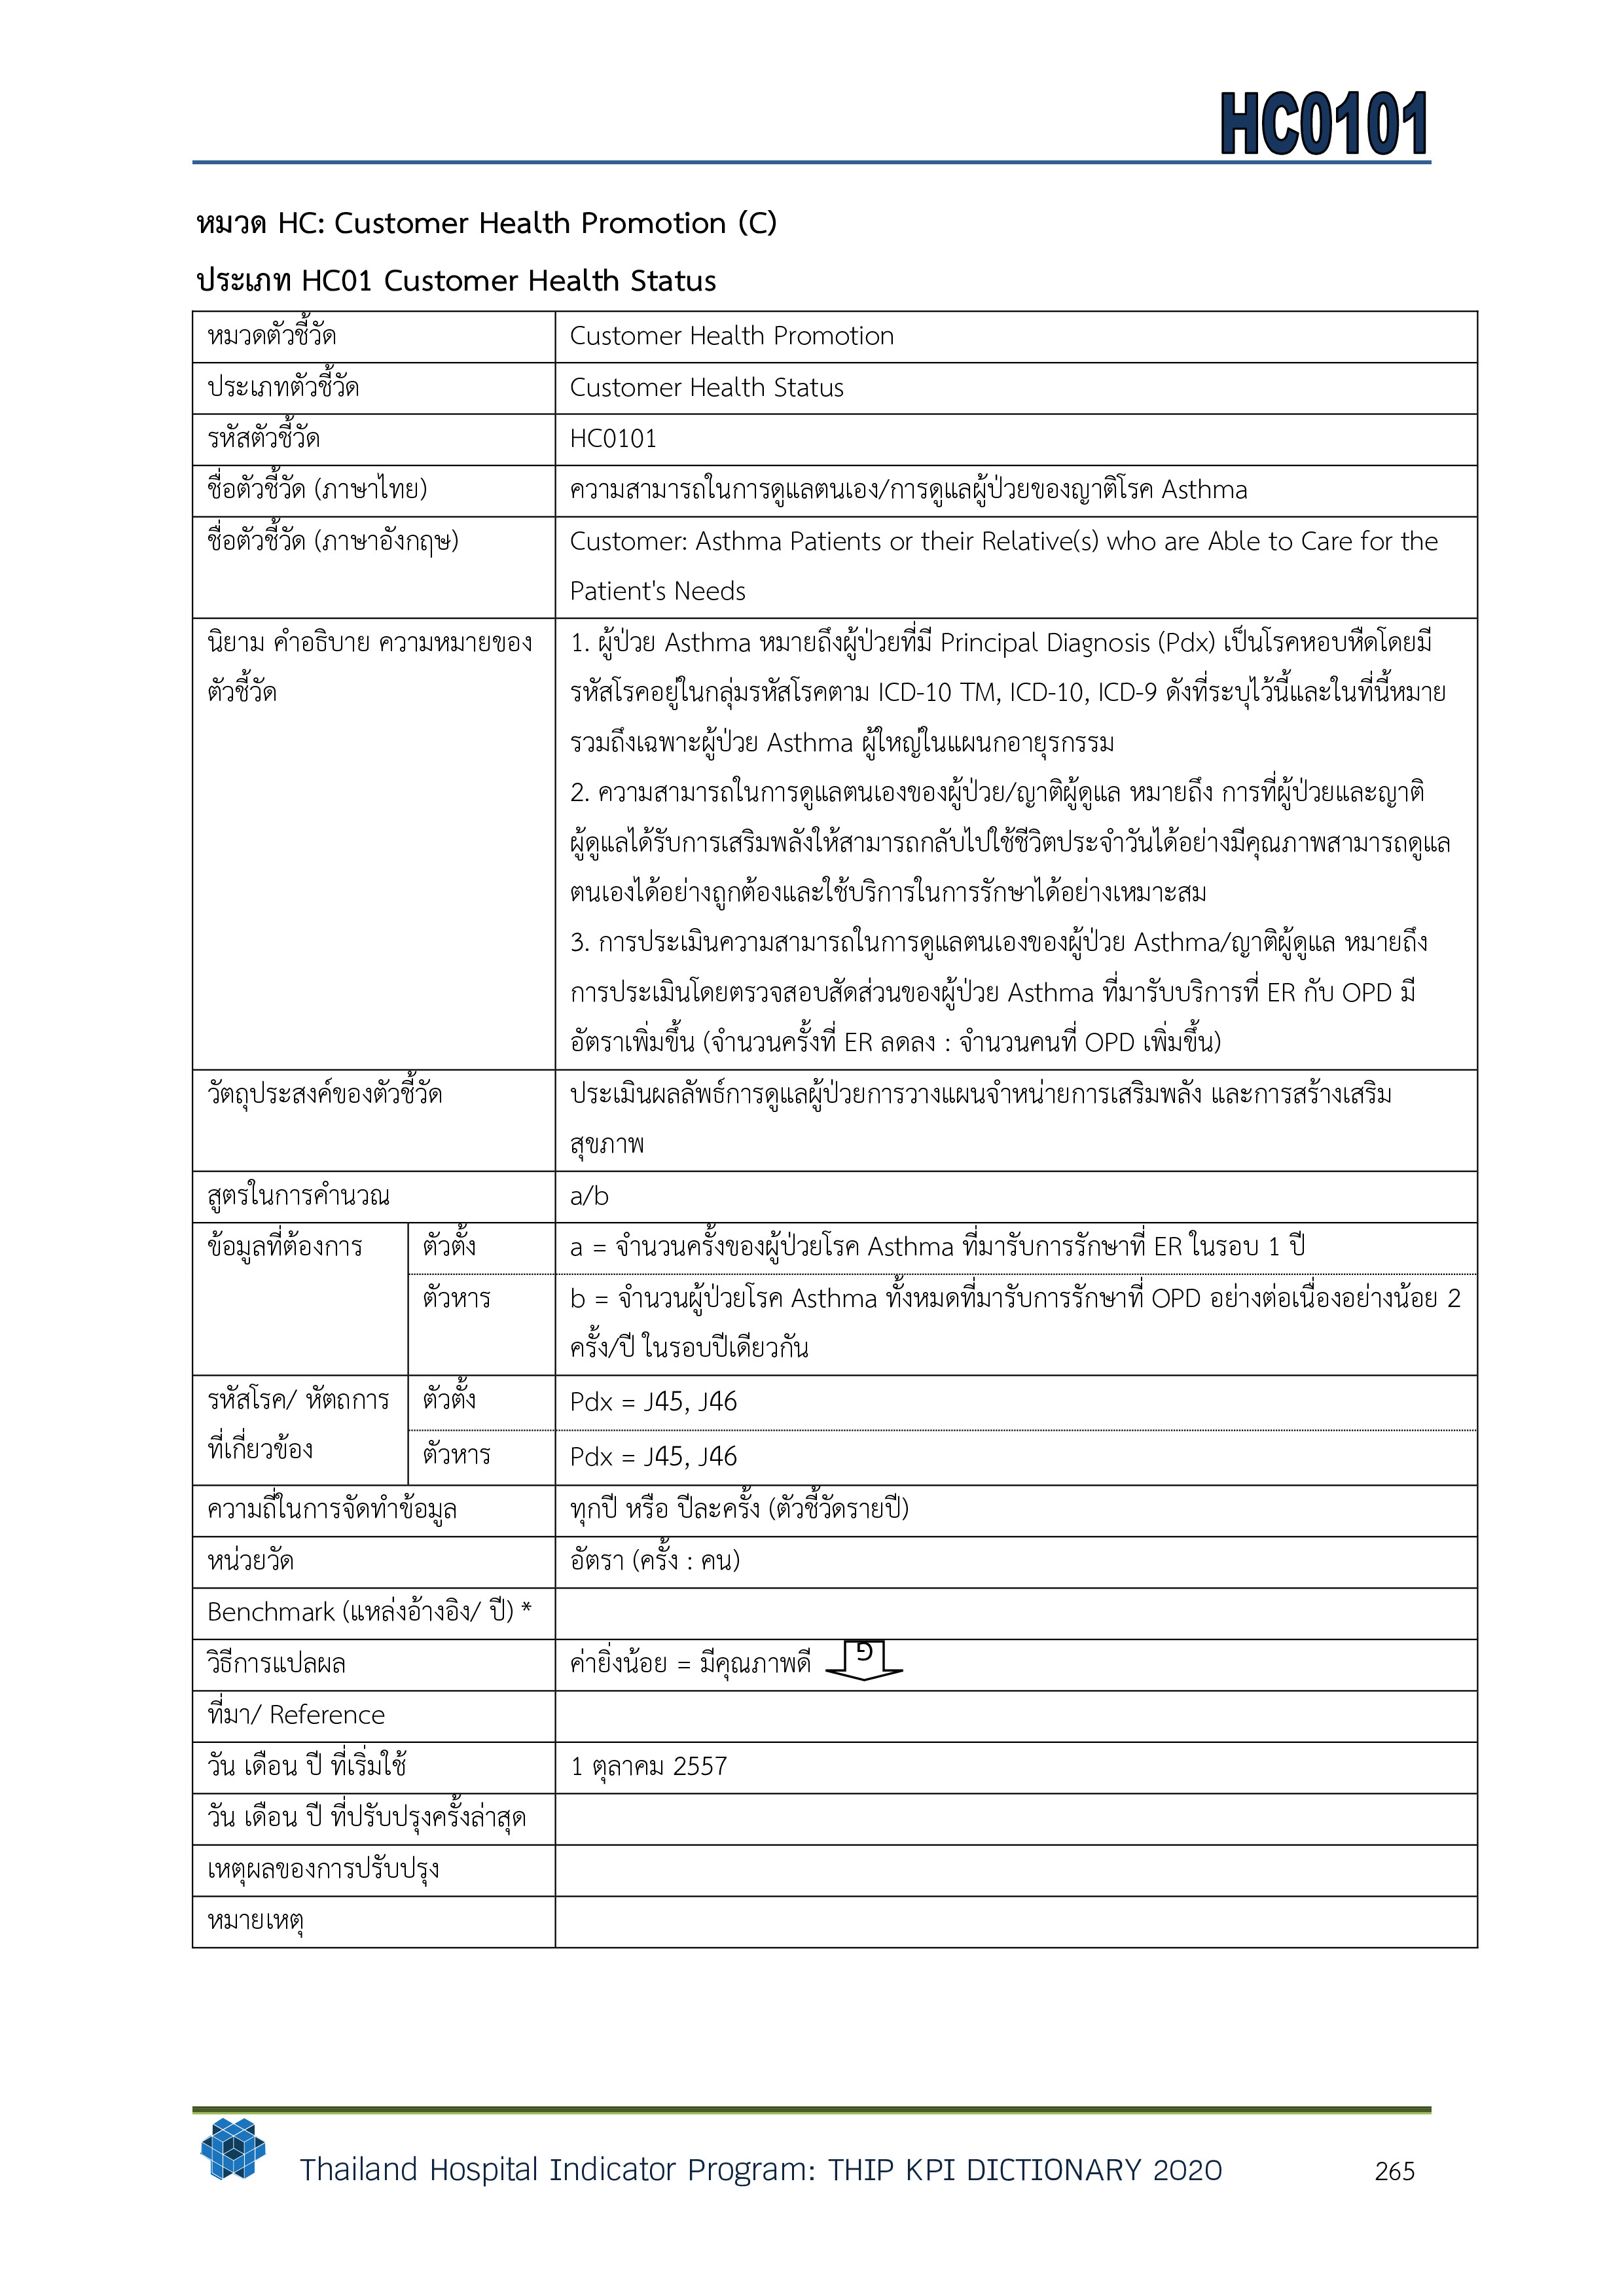 HC0101
หมวด HC: Customer Health Promotion (C)
ประเภท HC01 Customer Health Status
หมวดตัวชี้วัด Customer Health Promotion
ประเภทตัวชี้วัด Customer Health Status
รหัสตัวชี้วัด HC0101
ชื่อตัวชี้วัด (ภาษาไทย) ความสามารถในการดูแลตนเอง/การดูแลผู้ป่วยของญาติโรค Asthma
ชื่อตัวชี้วัด (ภาษาอังกฤษ) Customer: Asthma Patients or their Relative(s) who are Able to Care for the
Patient's Needs
นิยาม คำอธิบาย ความหมายของ
ตัวชี้วัด
1. ผู้ป่วย Asthma หมายถึงผู้ป่วยที่มี Principal Diagnosis (Pdx) เป็นโรคหอบหืดโดยมี
รหัสโรคอยู่ในกลุ่มรหัสโรคตาม ICD-10 TM, ICD-10, ICD-9 ดังที่ระบุไว้นี้และในที่นี้หมาย
รวมถึงเฉพาะผู้ป่วย Asthma ผู้ใหญ่ในแผนกอายุรกรรม
2. ความสามารถในการดูแลตนเองของผู้ป่วย/ญาติผู้ดูแล หมายถึง การที่ผู้ป่วยและญาติ
ผู้ดูแลได้รับการเสริมพลังให้สามารถกลับไปใช้ชีวิตประจำวันได้อย่างมีคุณภาพสามารถดูแล
ตนเองได้อย่างถูกต้องและใช้บริการในการรักษาได้อย่างเหมาะสม
3. การประเมินความสามารถในการดูแลตนเองของผู้ป่วย Asthma/ญาติผู้ดูแล หมายถึง
การประเมินโดยตรวจสอบสัดส่วนของผู้ป่วย Asthma ที่มารับบริการที่ ER กับ OPD มี
อัตราเพิ่มขึ้น (จำนวนครั้งที่ ER ลดลง : จำนวนคนที่ OPD เพิ่มขึ้น)
วัตถุประสงค์ของตัวชี้วัด ประเมินผลลัพธ์การดูแลผู้ป่วยการวางแผนจำหน่ายการเสริมพลัง และการสร้างเสริม
สุขภาพ
สูตรในการคำนวณ a/b
ข้อมูลที่ต้องการ ตัวตั้ง a = จำนวนครั้งของผู้ป่วยโรค Asthma ที่มารับการรักษาที่ ER ในรอบ 1 ปี
ตัวหาร b = จำนวนผู้ป่วยโรค Asthma ทั้งหมดที่มารับการรักษาที่ OPD อย่างต่อเนื่องอย่างน้อย 2
ครั้ง/ปี ในรอบปีเดียวกัน
รหัสโรค/ หัตถการ ตัวตั้ง Pdx = J45, J46
ที่เกี่ยวข้อง ตัวหาร Pdx = J45, J46
ความถี่ในการจัดทำข้อมูล ทุกปี หรือ ปีละครั้ง (ตัวชี้วัดรายปี)
หน่วยวัด อัตรา (ครั้ง : คน)
Benchmark (แหล่งอ้างอิง/ ปี) *
วิธีการแปลผล ค่ายิ่งน้อย = มีคุณภาพดี
ที่มา/ Reference
วัน เดือน ปี ที่เริ่มใช้ 1 ตุลาคม 2557
วัน เดือน ปี ที่ปรับปรุงครั้งล่าสุด
เหตุผลของการปรับปรุง
หมายเหตุ
Thailand Hospital Indicator Program: THIP KPI DICTIONARY 2020 265